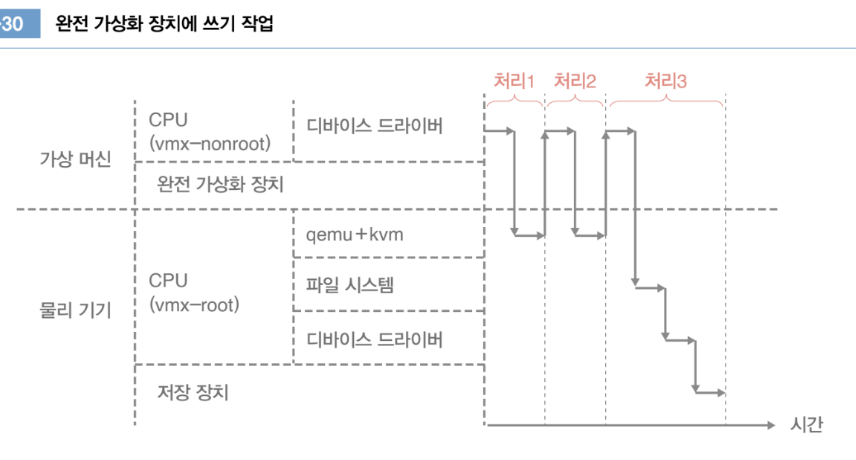 -30 완전 가상화 장치에 쓰기 작업
처리1 처리2 처리3
가상 머신
CPU
(vmx-nonroot)
디바이스 드라이버
완전 가상화 장치
물리 기기
CPU
(vmx-root)
qemu+kvm
파일 시스템
디바이스 드라이버
저장 장치
시간